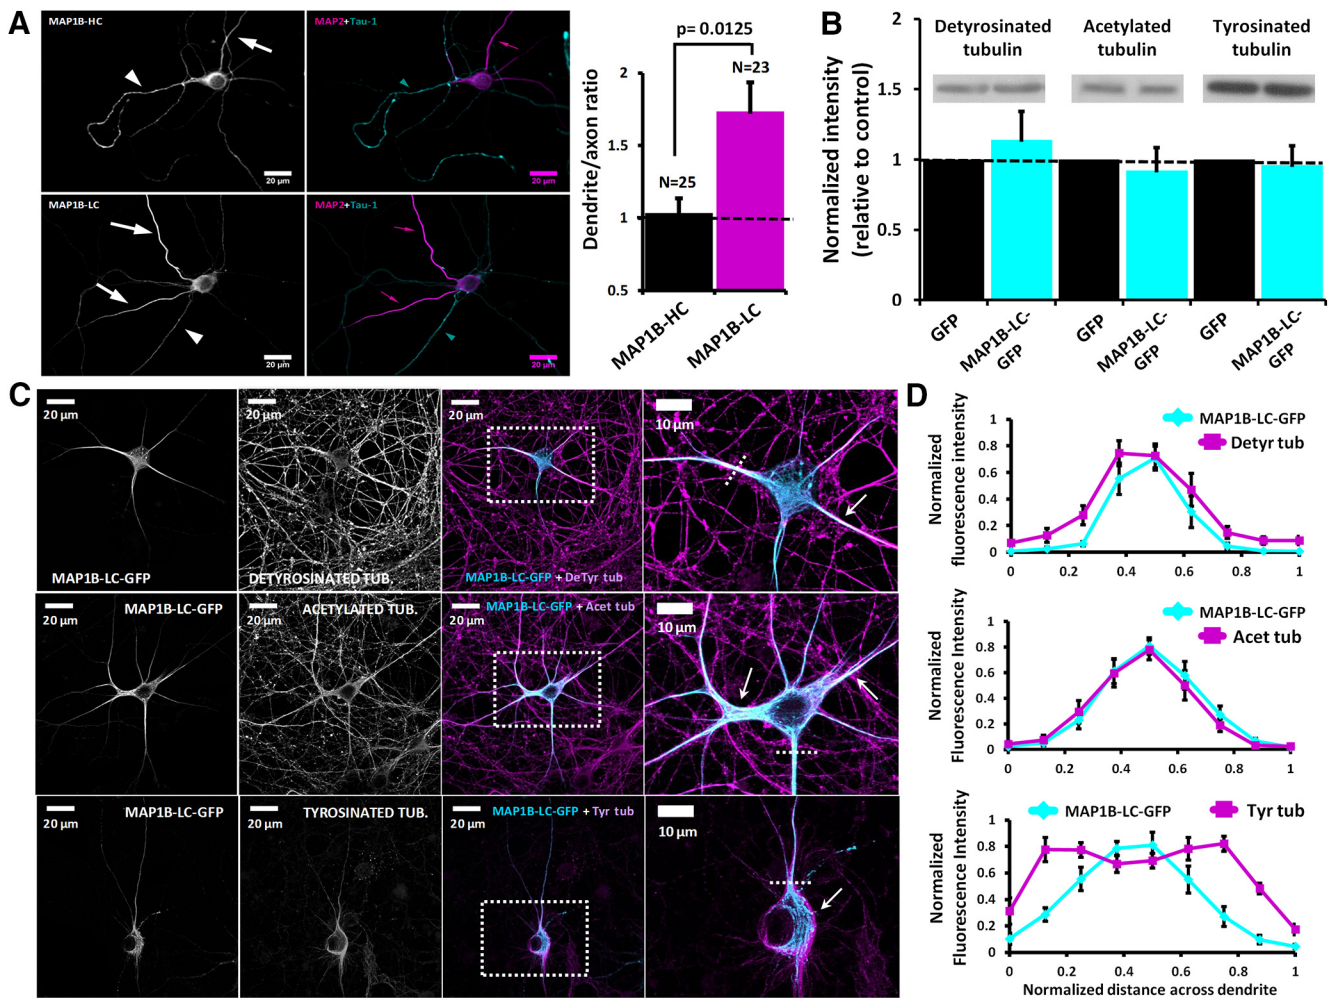 A
MAP1B-HC
20 µm
MAP2+Tau-1
20 µm
MAP1B-LC
20 µm
MAP2+Tau-1
20 µm
p= 0.0125
N=23
N=25
Dendrite/axon ratio
2
1.5
1
0.5
MAP1B-HC
MAP1B-LC
B
Normalized intensity
(relative to control)
2
1.5
1
0.5
0
Detyrosinated
tubulin
Acetylated
tubulin
Tyrosinated
tubulin
GFP
MAP1B-LC-
GFP
GFP
MAP1B-LC-
GFP
GFP
MAP1B-LC-
GFP
C
20 µm
MAP1B-LC-GFP
20 µm
DETYROSINATED TUB.
20 µm
MAP1B-LC-GFP + DeTyr tub
10 µm
MAP1B-LC-GFP
20 µm
ACETYLATED TUB.
20 µm
MAP1B-LC-GFP + Acet tub
20 µm
10 µm
MAP1B-LC-GFP
20 µm
TYROSINATED TUB.
20 µm
MAP1B-LC-GFP + Tyr tub
20 µm
10 µm
D
Normalized
fluorescence Intensity
MAP1B-LC-GFP
Detyr tub
1
0.8
0.6
0.4
0.2
0
0 0.2 0.4 0.6 0.8 1
Normalized
Fluorescence Intensity
MAP1B-LC-GFP
Acet tub
1
0.8
0.6
0.4
0.2
0
0 0.2 0.4 0.6 0.8 1
Normalized
Fluorescence Intensity
MAP1B-LC-GFP
Tyr tub
1
0.8
0.6
0.4
0.2
0
0 0.2 0.4 0.6 0.8 1
Normalized distance across dendrite